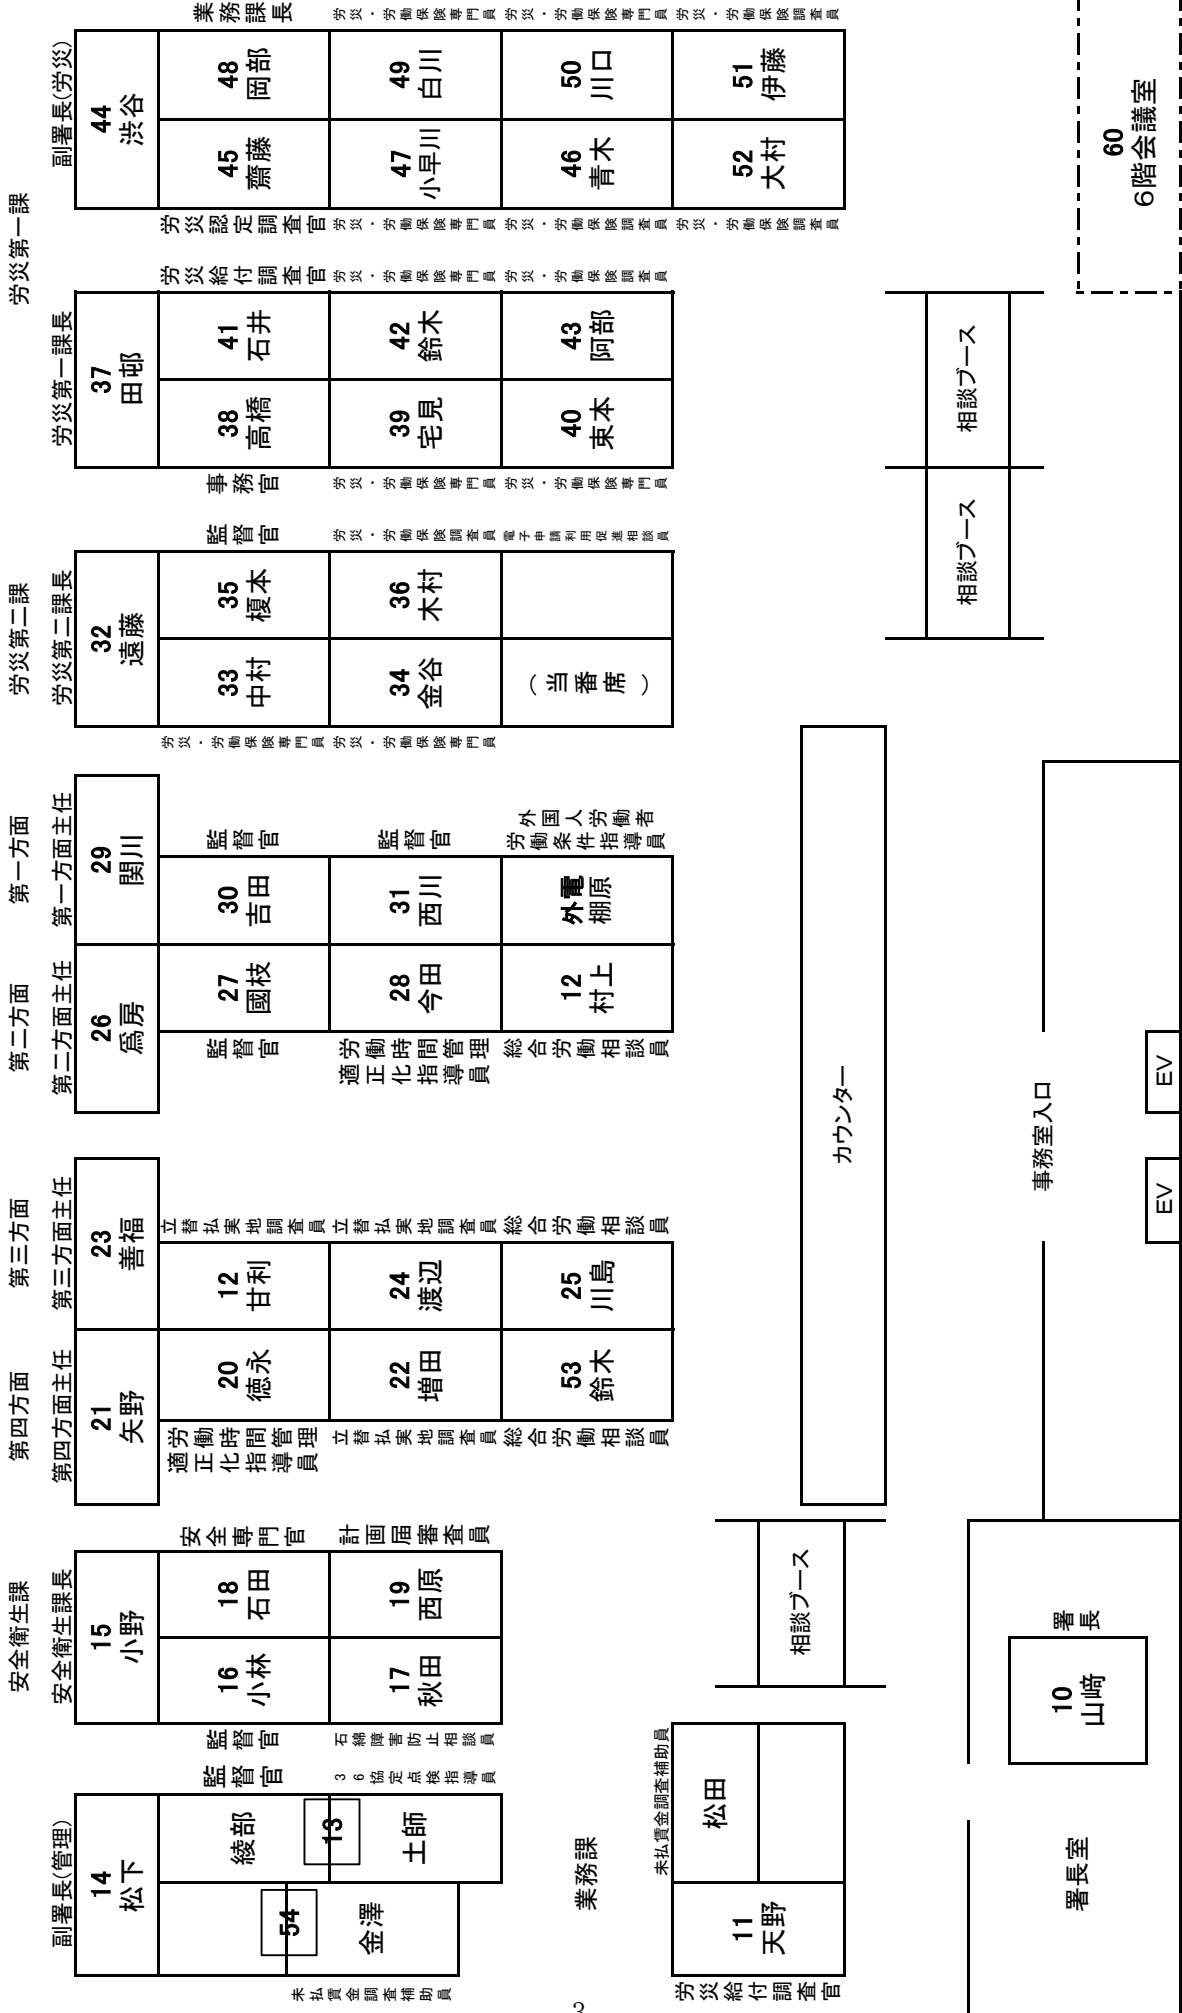 労災第一課
副署長(労災)
44
渋谷
業務課長
48
岡部
45
齋藤
労災認定調査官
労災・労働保険専門員
49
白川
47
小早川
労災・労働保険専門員
労災・労働保険専門員
50
川口
46
青木
労災・労働保険調査員
労災・労働保険調査員
51
伊藤
52
大村
労災・労働保険調査員
労災第一課長
37
田邨
労災給付調査官
41
石井
38
高橋
事務官
労災・労働保険専門員
42
鈴木
39
宅見
労災・労働保険専門員
労災・労働保険調査員
43
阿部
40
東本
労災・労働保険専門員
労災第二課
労災第二課長
32
遠藤
監督官
35
榎本
33
中村
労災・労働保険専門員
労災・労働保険調査員
36
木村
34
金谷
労災・労働保険専門員
電子申請利用促進相談員
(当番席)
第一方面
第一方面主任
29
関川
監督官
30
吉田
監督官
31
西川
外国人労働者
労働条件指導員
外電
棚原
第二方面
第二方面主任
26
爲房
27
國枝
監督官
28
今田
労働時間管理
適正化指導員
12
村上
総合労働相談員
第三方面
第三方面主任
23
善福
立替払実地調査員
12
甘利
立替払実地調査員
24
渡辺
総合労働相談員
25
川島
第四方面
第四方面主任
21
矢野
20
徳永
労働時間管理
適正化指導員
22
増田
立替払実地調査員
53
鈴木
総合労働相談員
安全衛生課
安全衛生課長
15
小野
安全専門官
18
石田
16
小林
監督官
計画届審査員
19
西原
17
秋田
石綿障害防止相談員
副署長(管理)
14
松下
監督官
綾部
13
36協定点検指導員
土師
54
金澤
未払賃金調査補助員
業務課
未払賃金調査補助員
松田
11
天野
労災給付調査官
60
6階会議室
相談ブース
相談ブース
カウンター
事務室入口
EV
EV
相談ブース
署長
10
山﨑
署長室
3